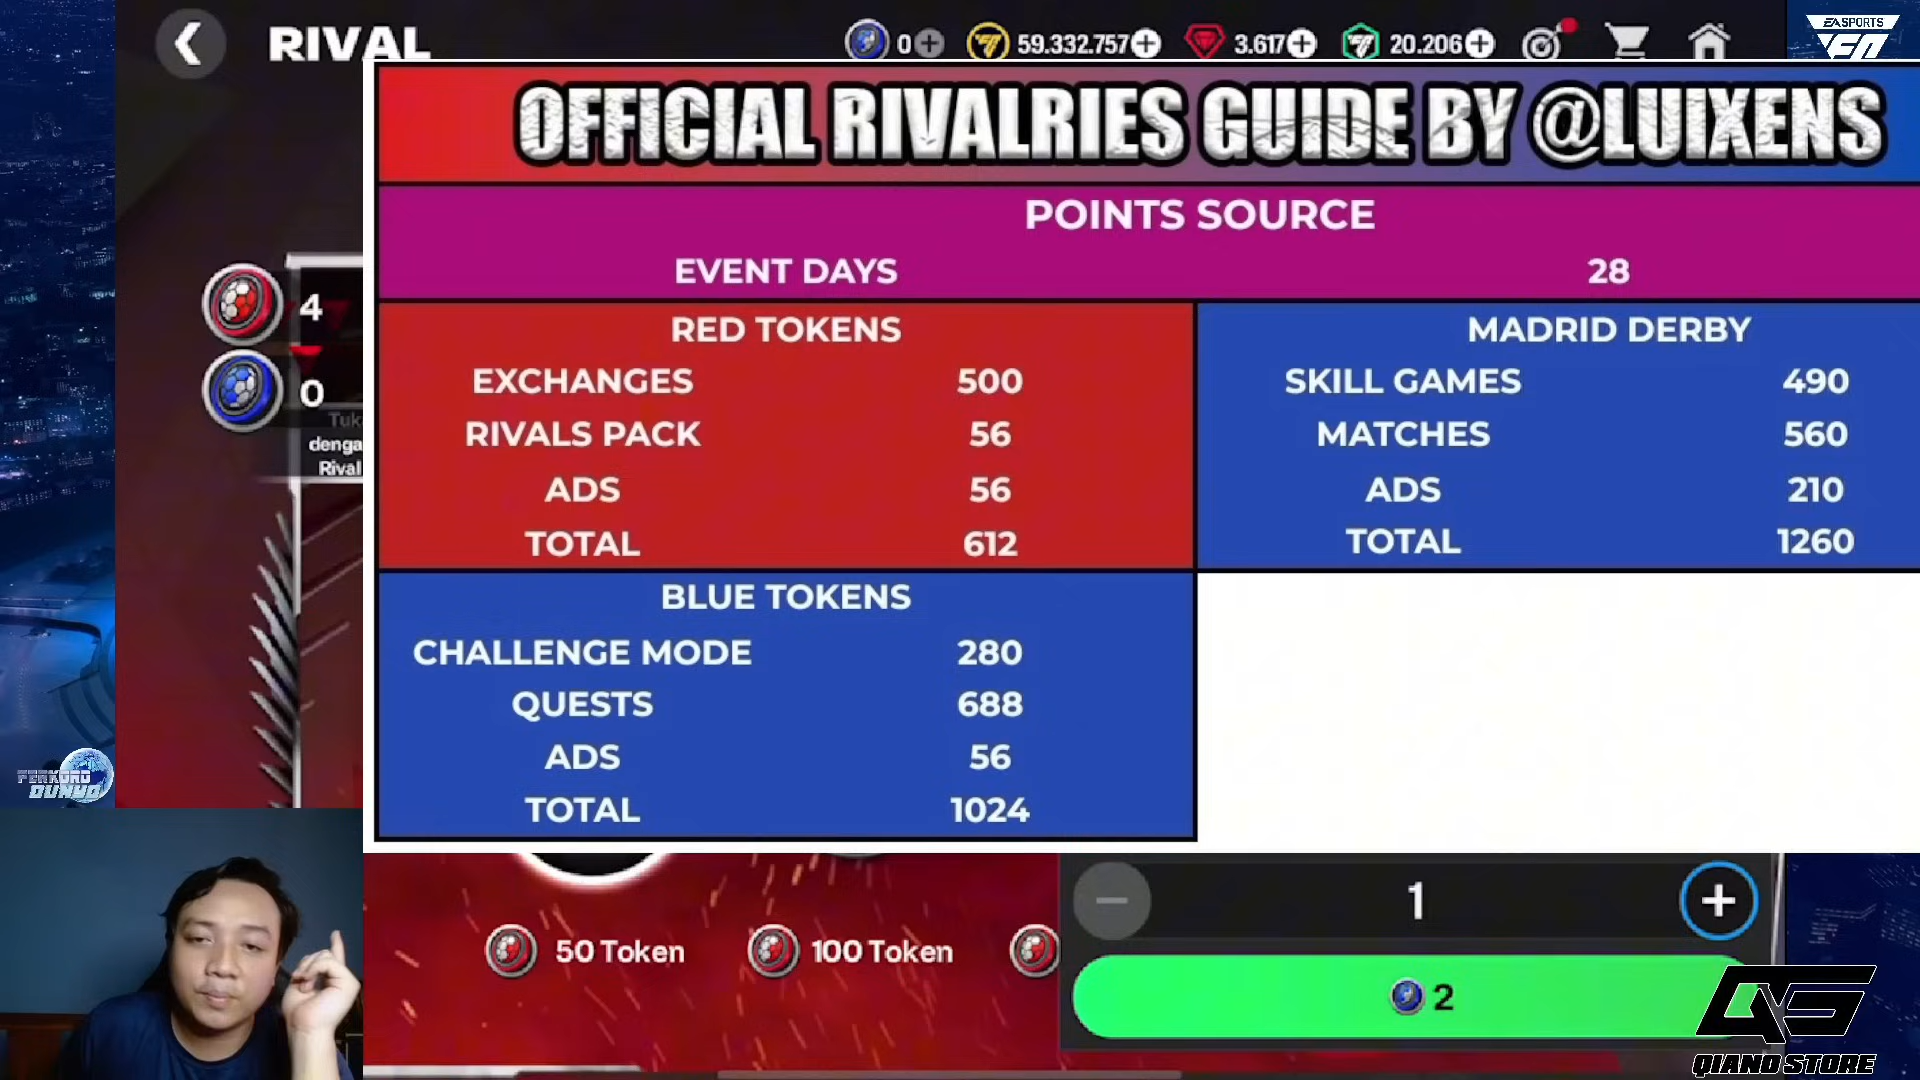 RIVAL
0
59.332.757
3.617
20.206
EA SPORTS
OFFICIAL RIVALRIES GUIDE BY @LUIXENS
POINTS SOURCE
EVENT DAYS 28
4
0
Tuk
denga
Rival
RED TOKENS
EXCHANGES 500
RIVALS PACK 56
ADS 56
TOTAL 612
MADRID DERBY
SKILL GAMES 490
MATCHES 560
ADS 210
TOTAL 1260
BLUE TOKENS
CHALLENGE MODE 280
QUESTS 688
ADS 56
TOTAL 1024
1
50 Token
100 Token
2
QS
QIANO STORE